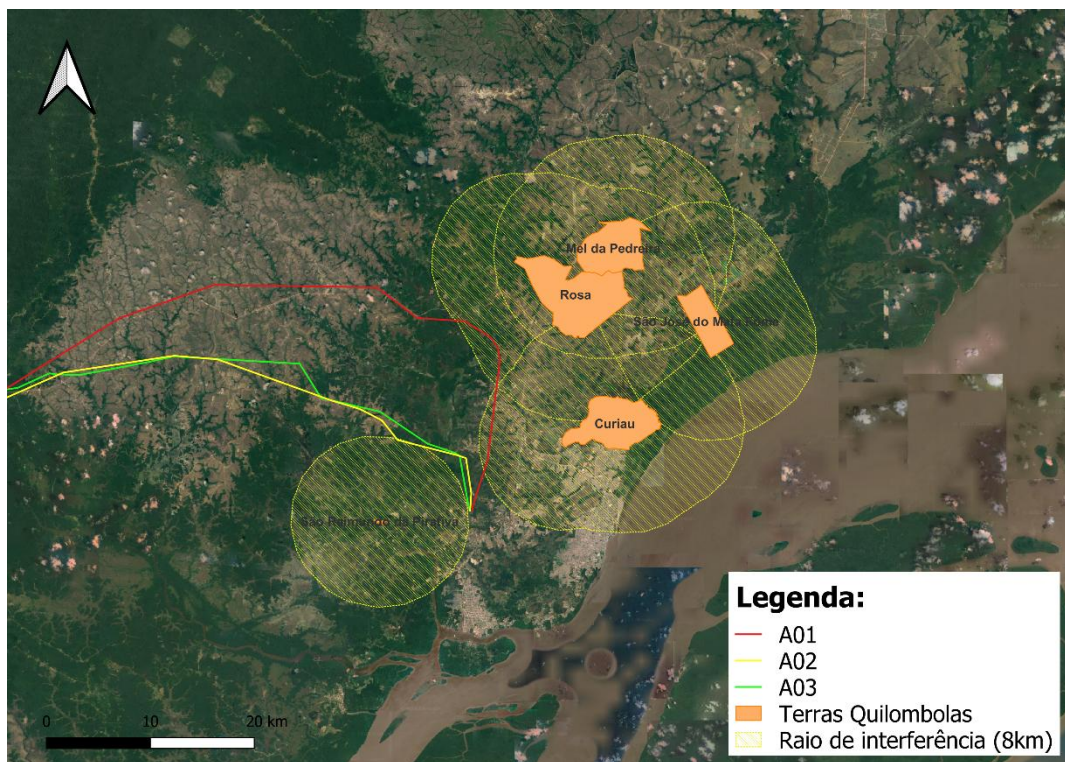 Mel da Pedreira
Rosa
São José do Mata Fome
Curiau
São Raimundo da Pirativa
Legenda:
A01
A02
A03
Terras Quilombolas
Raio de interferência (8km)
0 10 20 km